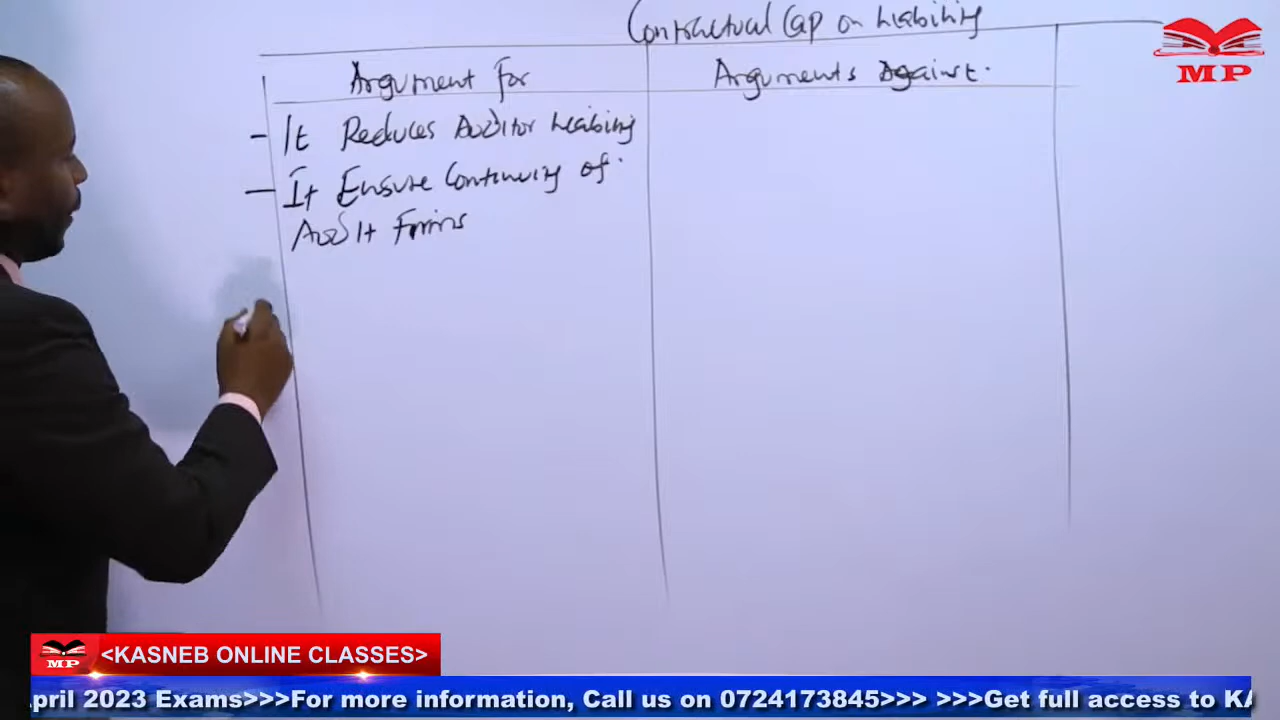 Contractual Cap on Liability
Argument for
Arguments Against.
- It Reduces Auditor Liability
- It Ensure Continuity of
Audit Firms
MP
MP
<KASNEB ONLINE CLASSES>
April 2023 Exams>>>For more information, Call us on 0724173845>>> >>>Get full access to KA